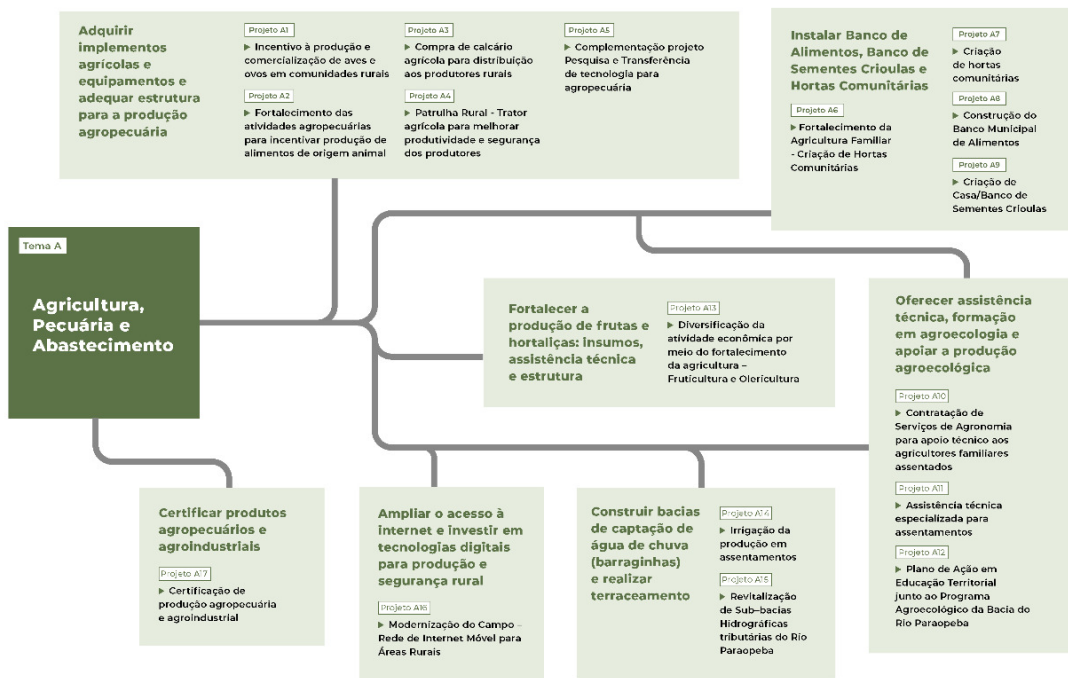 Adquirir
implementos
agrícolas e
equipamentos e
adequar estrutura
para a produção
agropecuária
Projeto A1
Incentivo à produção e
comercialização de aves e
ovos em comunidades rurais
Projeto A2
Fortalecimento das
atividades agropecuárias
para incentivar produção de
alimentos de origem animal
Projeto A3
Compra de calcário
agrícola para distribuição
aos produtores rurais
Projeto A4
Patrulha Rural - Trator
agrícola para melhorar
produtividade e segurança
dos produtores
Projeto A5
Complementação projeto
Pesquisa e Transferência
de tecnologia para
agropecuária
Instalar Banco de
Alimentos, Banco de
Sementes Crioulas e
Hortas Comunitárias
Projeto A6
Fortalecimento da
Agricultura Familiar
- Criação de Hortas
Comunitárias
Projeto A7
Criação
de hortas
comunitárias
Projeto A8
Construção do
Banco Municipal
de Alimentos
Projeto A9
Criação de
Casa/Banco de
Sementes Crioulas
Tema A
Agricultura,
Pecuária e
Abastecimento
Fortalecer a
produção de frutas e
hortaliças: insumos,
assistência técnica
e estrutura
Projeto A13
Diversificação da
atividade econômica por
meio do fortalecimento
da agricultura –
Fruticultura e Olericultura
Oferecer assistência
técnica, formação
em agroecologia e
apoiar a produção
agroecológica
Projeto A10
Contratação de
Serviços de Agronomia
para apoio técnico aos
agricultores familiares
assentados
Projeto A11
Assistência técnica
especializada para
assentamentos
Projeto A12
Plano de Ação em
Educação Territorial
junto ao Programa
Agroecológico da Bacia do
Rio Paraopeba
Certificar produtos
agropecuários e
agroindustriais
Projeto A17
Certificação de
produção agropecuária
e agroindustrial
Ampliar o acesso à
internet e investir em
tecnologias digitais
para produção e
segurança rural
Projeto A16
Modernização do Campo –
Rede de Internet Móvel para
Áreas Rurais
Construir bacias
de captação de
água de chuva
(barraginhas)
e realizar
terraceamento
Projeto A14
Irrigação da
produção em
assentamentos
Projeto A15
Revitalização
de Sub–bacias
Hidrográficas
tributárias do Rio
Paraopeba